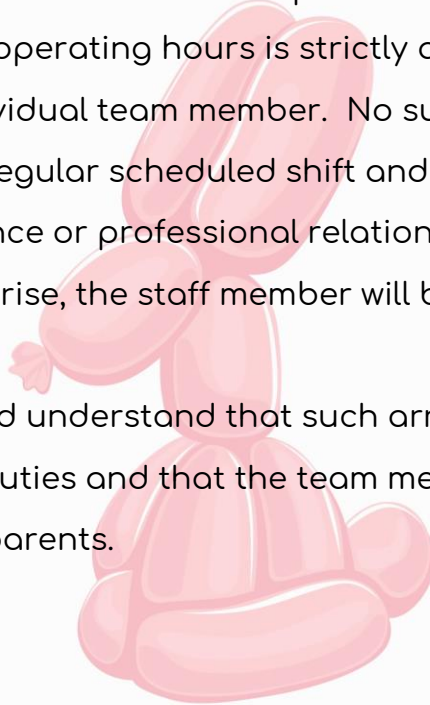 operating hours is strictly
vidual team member. No su
egular scheduled shift and
nce or professional relation
rise, the staff member will b
d understand that such arr
uties and that the team me
parents.